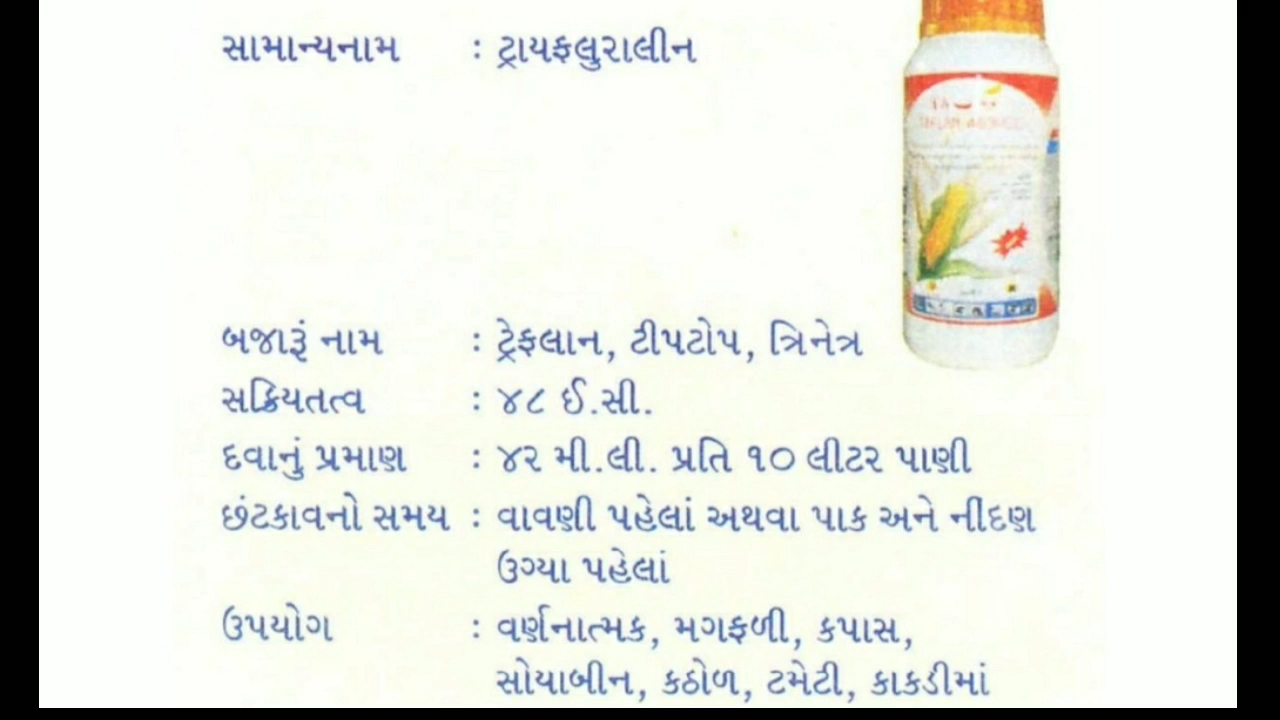 સામાન્યનામ : ટ્રાયફલુરાલીન
બજારૂં નામ : ટ્રેફલાન, ટીપટોપ, ત્રિનેત્ર
સક્રિયતત્વ : ૪૮ ઈ.સી.
દવાનું પ્રમાણ : ૪૨ મી.લી. પ્રતિ ૧૦ લીટર પાણી
છંટકાવનો સમય : વાવણી પહેલાં અથવા પાક અને નીંદણ
ઉગ્યા પહેલાં
ઉપયોગ : વર્ણનાત્મક, મગફળી, કપાસ,
સોયાબીન, કઠોળ, ટમેટી, કાકડીમાં